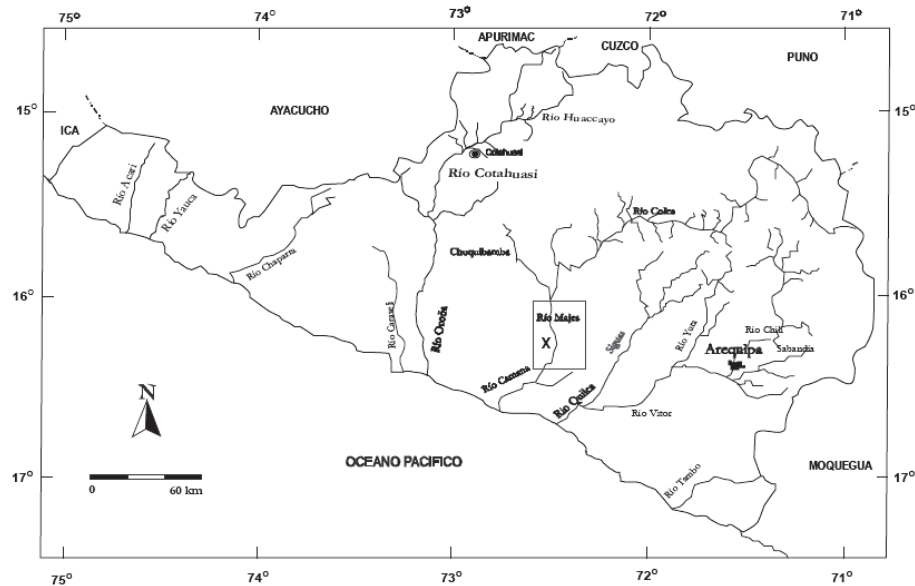 75° 74° 73° 72° 71°
APURIMAC
CUZCO
PUNO
15°
15°
AYACUCHO
Río Huaccayo
ICA
Cotahuasi
Río Cotahuasi
Río Acari
Río Yauca
Río Colca
Chuquibamba
Río Chaparra
16°
16°
Río Caraveli
Río Ocoña
Río Majes
X
Siguas
Río Yura
Río Chili
Arequipa
Sabandia
Río Camana
Río Quilca
Río Vitor
N
OCEANO PACIFICO
MOQUEGUA
Río Tambo
17°
17°
0 60 km
75° 74° 73° 72° 71°